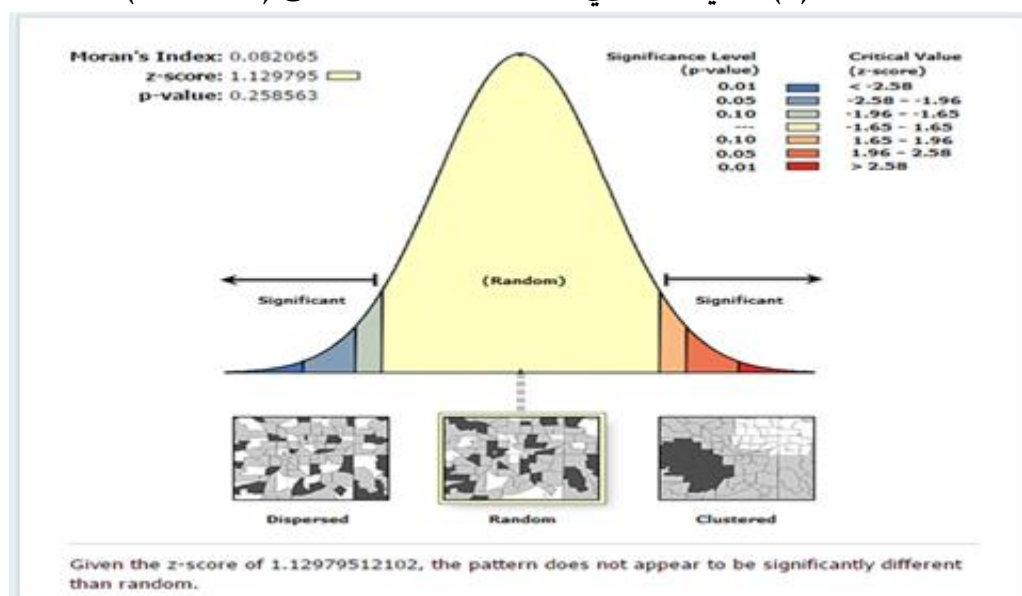 Moran's Index: 0.082065
z-score: 1.129795
p-value: 0.258563
Significance Level
(p-value)
Critical Value
(z-score)
0.01 < -2.58
0.05 -2.58 - -1.96
0.10 -1.96 - -1.65
--- -1.65 - 1.65
0.10 1.65 - 1.96
0.05 1.96 - 2.58
0.01 > 2.58
(Random)
Significant
Significant
Dispersed
Random
Clustered
Given the z-score of 1.12979512102, the pattern does not appear to be significantly different
than random.